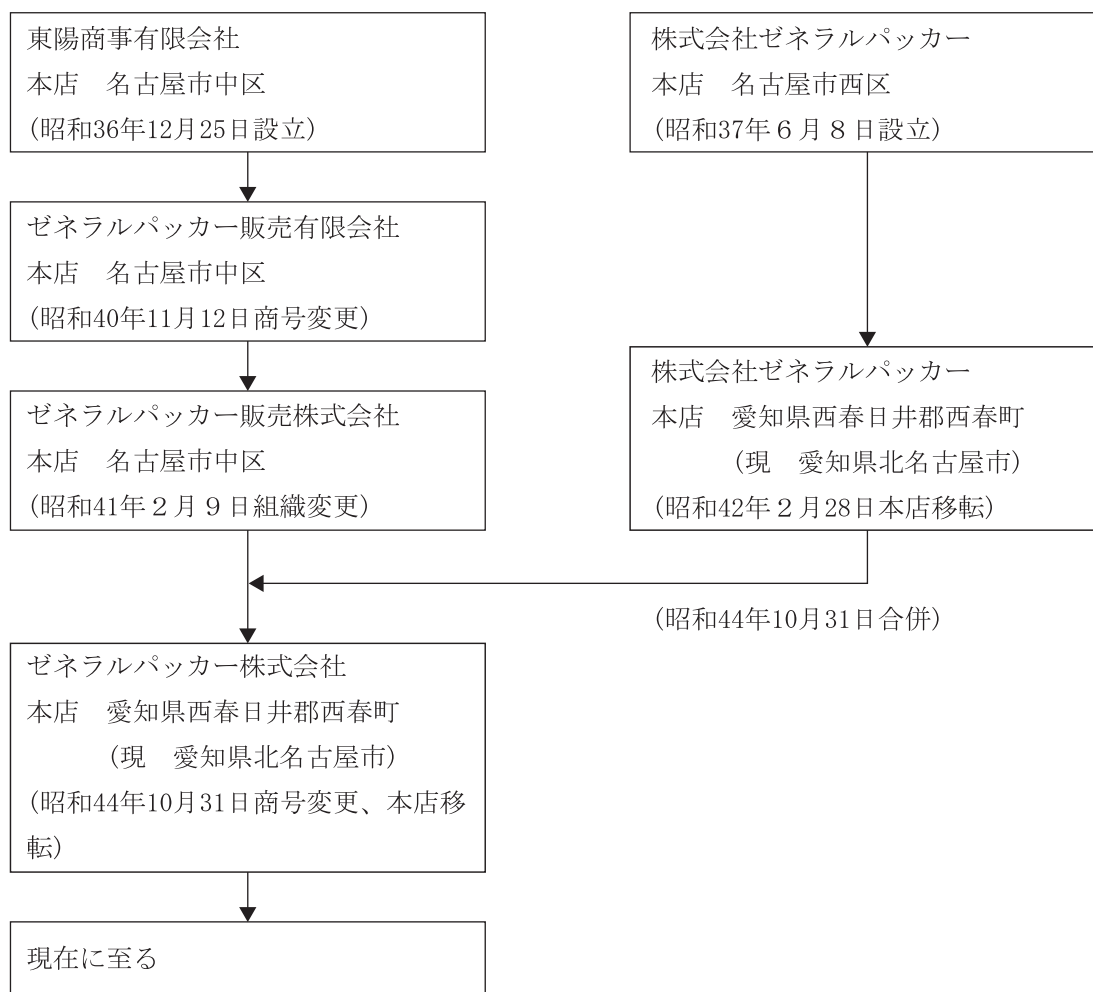 東陽商事有限会社
本店　名古屋市中区
(昭和36年12月25日設立)
ゼネラルパッカー販売有限会社
本店　名古屋市中区
(昭和40年11月12日商号変更)
ゼネラルパッカー販売株式会社
本店　名古屋市中区
(昭和41年２月９日組織変更)
株式会社ゼネラルパッカー
本店　名古屋市西区
(昭和37年６月８日設立)
株式会社ゼネラルパッカー
本店　愛知県西春日井郡西春町
(現　愛知県北名古屋市)
(昭和42年２月28日本店移転)
(昭和44年10月31日合併)
ゼネラルパッカー株式会社
本店　愛知県西春日井郡西春町
(現　愛知県北名古屋市)
(昭和44年10月31日商号変更、本店移
転)
現在に至る